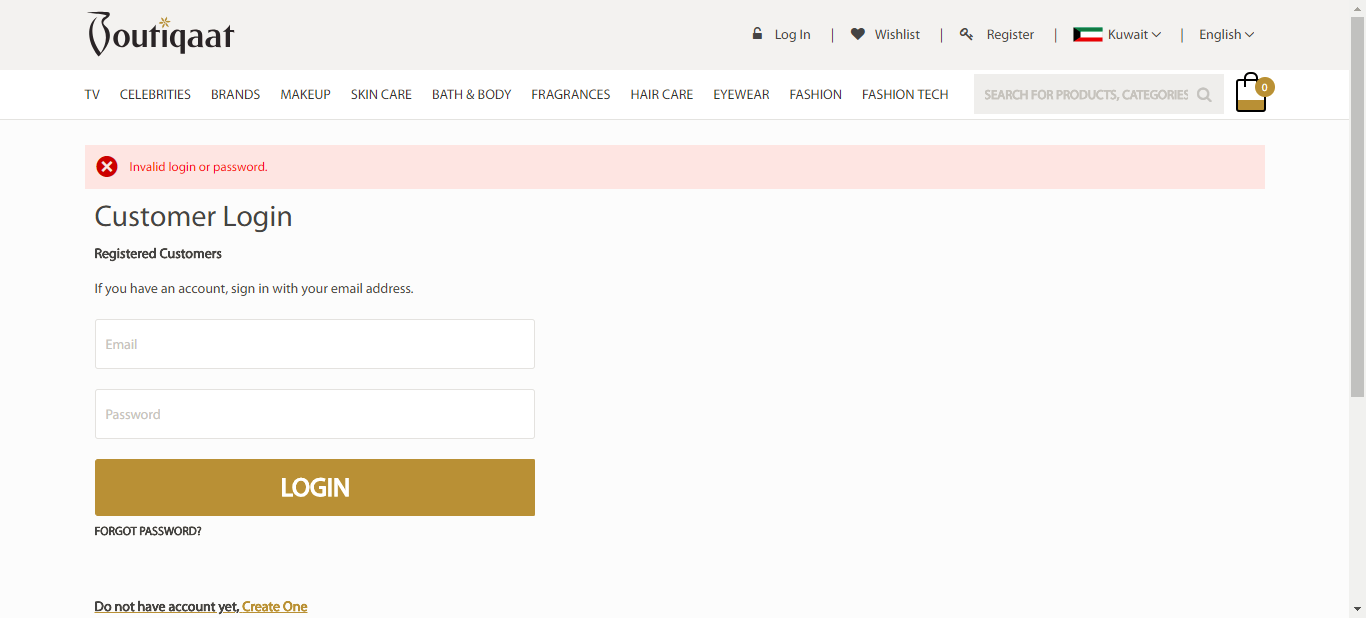 Boutiqaat
Log In | Wishlist | Register | Kuwait | English
TV CELEBRITIES BRANDS MAKEUP SKIN CARE BATH & BODY FRAGRANCES HAIR CARE EYEWEAR FASHION FASHION TECH SEARCH FOR PRODUCTS, CATEGORIES 0
Invalid login or password.
Customer Login
Registered Customers
If you have an account, sign in with your email address.
Email
Password
LOGIN
FORGOT PASSWORD?
Do not have account yet, Create One